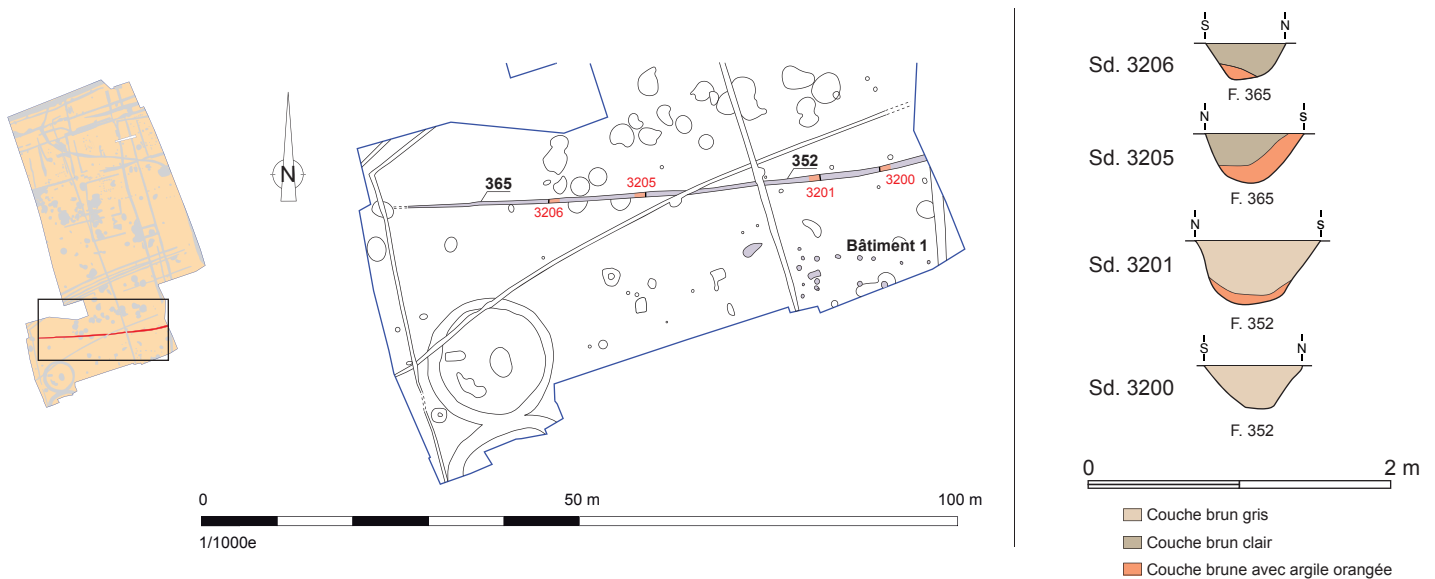 N
365
3206
3205
352
3201
3200
Bâtiment 1
0 50 m 100 m
1/1000e
S N
Sd. 3206
F. 365
N S
Sd. 3205
F. 365
N S
Sd. 3201
F. 352
S N
Sd. 3200
F. 352
0 2 m
Couche brun gris
Couche brun clair
Couche brune avec argile orangée